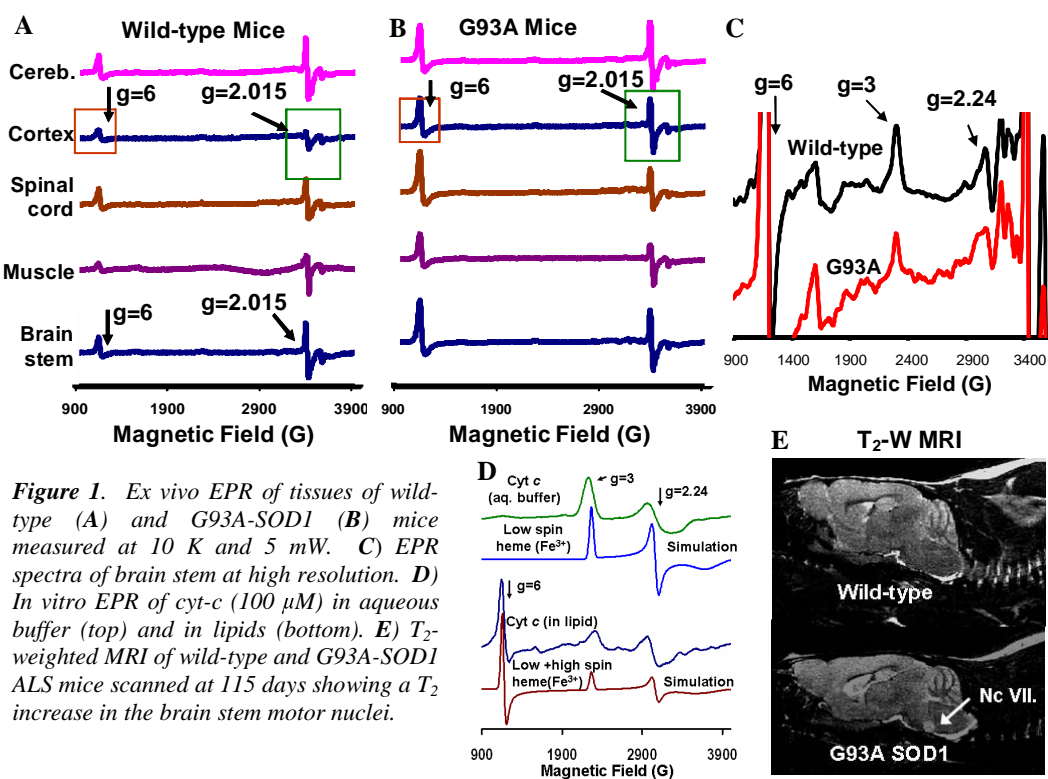 A
Wild-type Mice
Cereb.
g=6
g=2.015
Cortex
Spinal
cord
Muscle
g=6
g=2.015
Brain
stem
900 1900 2900 3900
Magnetic Field (G)
B
G93A Mice
g=6
g=2.015
900 1900 2900 3900
Magnetic Field (G)
C
g=6
g=3
g=2.24
Wild-type
G93A
900 1400 1900 2400 2900 3400
Magnetic Field (G)
Figure 1. Ex vivo EPR of tissues of wild-
type (A) and G93A-SOD1 (B) mice
measured at 10 K and 5 mW. C) EPR
spectra of brain stem at high resolution. D)
In vitro EPR of cyt-c (100 µM) in aqueous
buffer (top) and in lipids (bottom). E) T2-
weighted MRI of wild-type and G93A-SOD1
ALS mice scanned at 115 days showing a T2
increase in the brain stem motor nuclei.
D
Cyt c
(aq. buffer)
g=3
g=2.24
Low spin
heme (Fe³⁺)
Simulation
g=6
Cyt c (in lipid)
Low +high spin
heme(Fe³⁺)
Simulation
900 1900 2900 3900
Magnetic Field (G)
E
T2-W MRI
Wild-type
Nc VII.
G93A SOD1